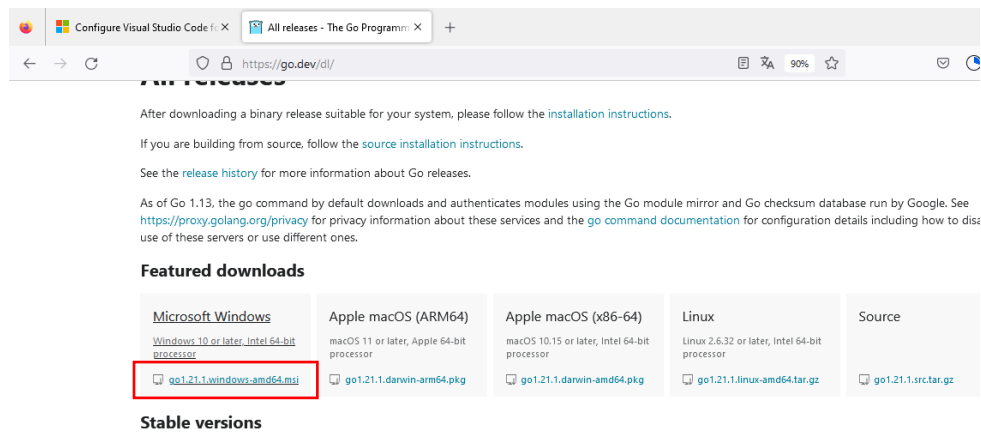 Configure Visual Studio Code fo
All releases - The Go Programm
https://go.dev/dl/
90%
All releases
After downloading a binary release suitable for your system, please follow the installation instructions.
If you are building from source, follow the source installation instructions.
See the release history for more information about Go releases.
As of Go 1.13, the go command by default downloads and authenticates modules using the Go module mirror and Go checksum database run by Google. See
https://proxy.golang.org/privacy for privacy information about these services and the go command documentation for configuration details including how to disa
use of these servers or use different ones.
Featured downloads
Microsoft Windows
Windows 10 or later, Intel 64-bit
processor
go1.21.1.windows-amd64.msi
Apple macOS (ARM64)
macOS 11 or later, Apple 64-bit
processor
go1.21.1.darwin-arm64.pkg
Apple macOS (x86-64)
macOS 10.15 or later, Intel 64-bit
processor
go1.21.1.darwin-amd64.pkg
Linux
Linux 2.6.32 or later, Intel 64-bit
processor
go1.21.1.linux-amd64.tar.gz
Source
go1.21.1.src.tar.gz
Stable versions